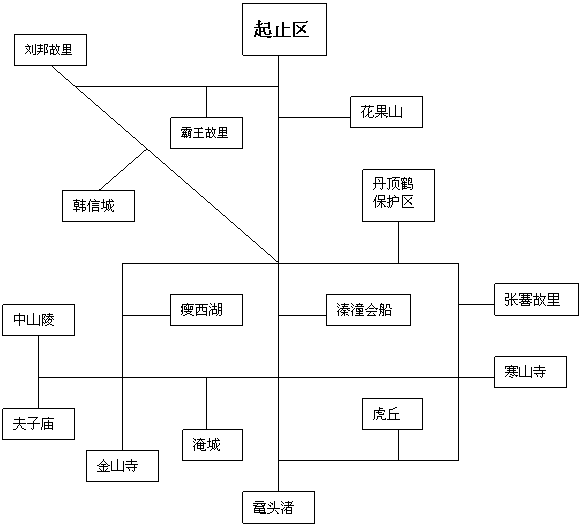 起止区
刘邦故里
花果山
霸王故里
丹顶鹤
保护区
韩信城
瘦西湖
溱潼会船
张謇故里
中山陵
寒山寺
夫子庙
虎丘
淹城
金山寺
鼋头渚